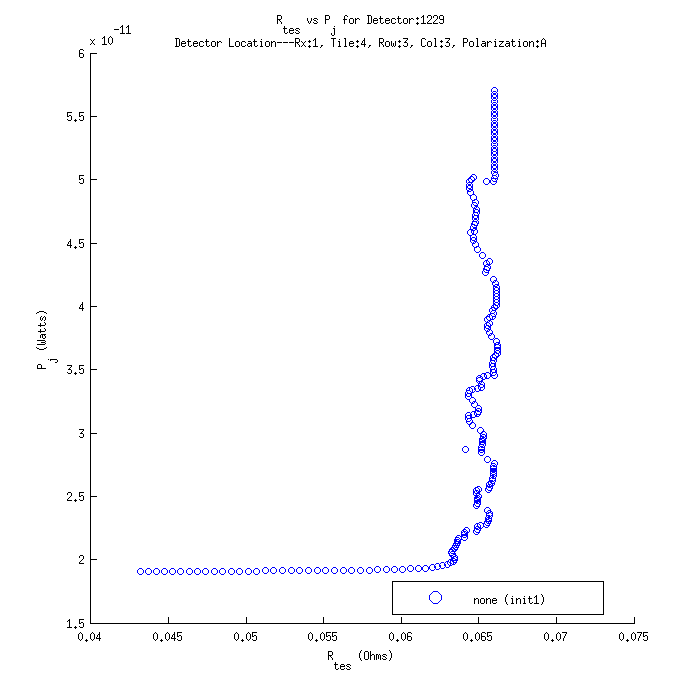 R_tes vs P_j for Detector:1229
Detector Location---Rx:1, Tile:4, Row:3, Col:3, Polarization:A
x 10^-11
6
5.5
5
4.5
4
3.5
3
2.5
2
1.5
P_j (Watts)
none (init1)
0.04 0.045 0.05 0.055 0.06 0.065 0.07 0.075
R_tes (Ohms)